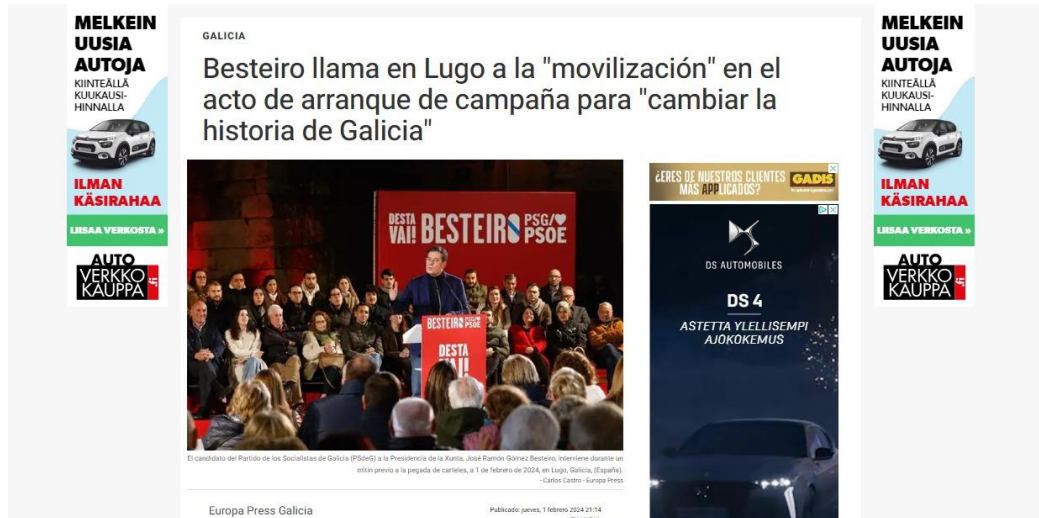 MELKEIN
UUSIA
AUTOJA
KIINTEÄLLÄ
KUUKAUSI-
HINNALLA
ILMAN
KÄSIRAHAA
LIISAA VERKOSTA »
AUTO
VERKKO
KAUPPA.fi
GALICIA
Besteiro llama en Lugo a la "movilización" en el
acto de arranque de campaña para "cambiar la
historia de Galicia"
DESTA
VAI! BESTEIRO PSG/
PSOE
BESTEIRO PSG/
PSOE
DESTA
VAI!
El candidato del Partido de los Socialistas de Galicia (PSdeG) a la Presidencia de la Xunta, José Ramón Gómez Besteiro, interviene durante un
mitin previo a la pegada de carteles, a 1 de febrero de 2024, en Lugo, Galicia, (España).
- Carlos Castro - Europa Press
Europa Press Galicia
Publicado: jueves, 1 febrero 2024 21:14
¿ERES DE NUESTROS CLIENTES
MÁS APPLICADOS?
GADIS
DS AUTOMOBILES
DS 4
ASTETTA YLELLISEMPI
AJOKOKEMUS
MELKEIN
UUSIA
AUTOJA
KIINTEÄLLÄ
KUUKAUSI-
HINNALLA
ILMAN
KÄSIRAHAA
LIISAA VERKOSTA »
AUTO
VERKKO
KAUPPA.fi